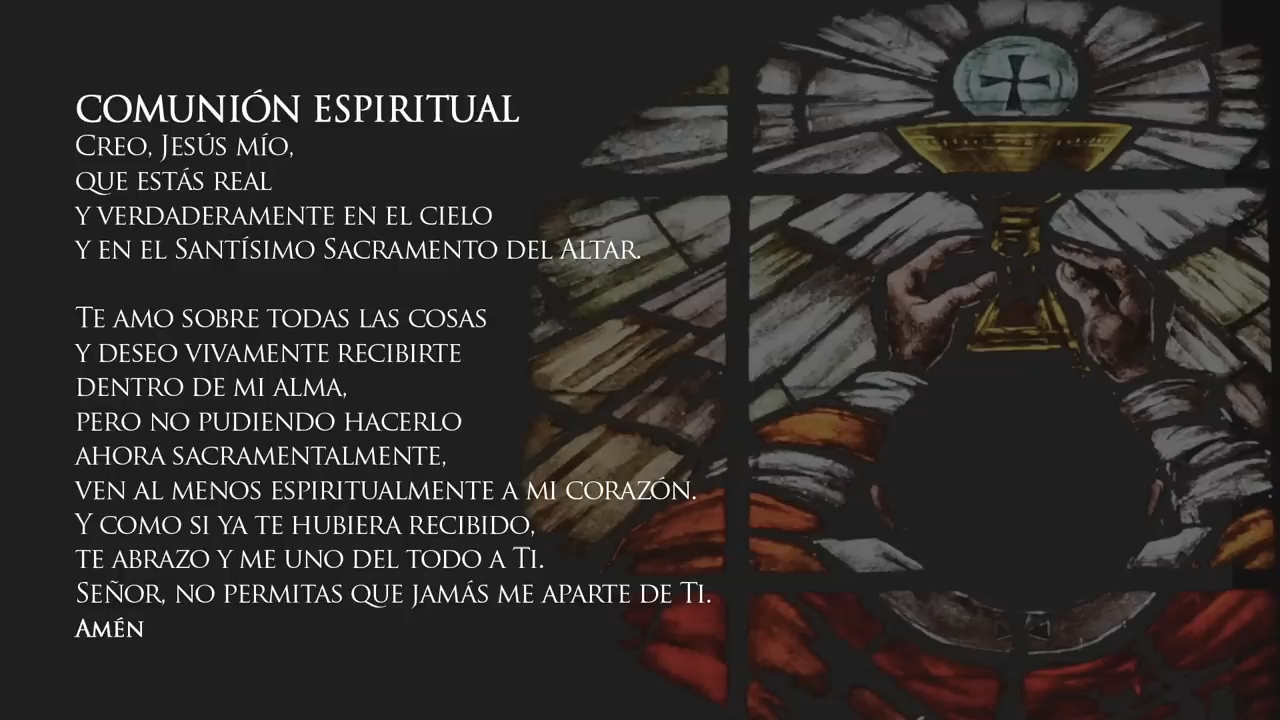 COMUNIÓN ESPIRITUAL
CREO, JESÚS MÍO,
QUE ESTÁS REAL
Y VERDADERAMENTE EN EL CIELO
Y EN EL SANTÍSIMO SACRAMENTO DEL ALTAR.
TE AMO SOBRE TODAS LAS COSAS
Y DESEO VIVAMENTE RECIBIRTE
DENTRO DE MI ALMA,
PERO NO PUDIENDO HACERLO
AHORA SACRAMENTALMENTE,
VEN AL MENOS ESPIRITUALMENTE A MI CORAZÓN.
Y COMO SI YA TE HUBIERA RECIBIDO,
TE ABRAZO Y ME UNO DEL TODO A TI.
SEÑOR, NO PERMITAS QUE JAMÁS ME APARTE DE TI.
AMÉN